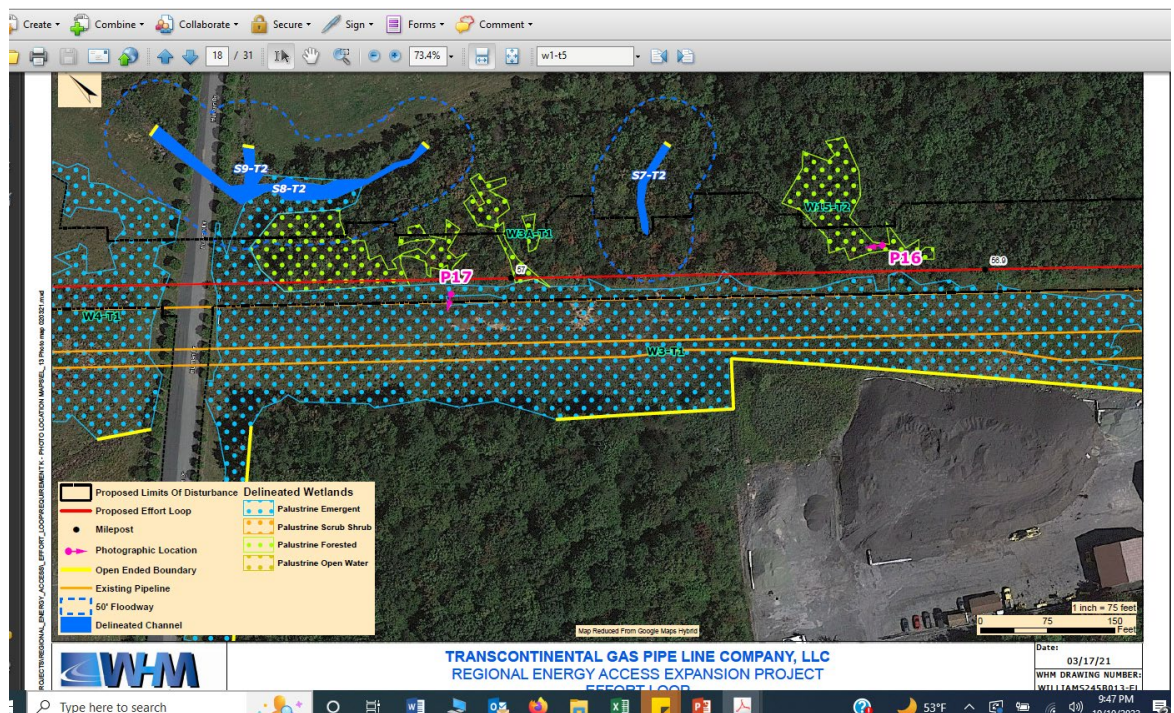 Create
Combine
Collaborate
Secure
Sign
Forms
Comment
18 / 31
73.4%
w1-t5
S9-T2
S8-T2
S7-T2
W3A-T1
W15-T2
P17
P16
57
56.9
W4-T1
W3-T1
Proposed Limits Of Disturbance
Proposed Effort Loop
Milepost
Photographic Location
Open Ended Boundary
Existing Pipeline
50' Floodway
Delineated Channel
Delineated Wetlands
Palustrine Emergent
Palustrine Scrub Shrub
Palustrine Forested
Palustrine Open Water
Map Reduced From Google Maps Hybrid
1 inch = 75 feet
0 75 150
Feet
WHM
TRANSCONTINENTAL GAS PIPE LINE COMPANY, LLC
REGIONAL ENERGY ACCESS EXPANSION PROJECT
EFFORT LOOP
Date:
03/17/21
WHM DRAWING NUMBER:
Type here to search
53°F
9:47 PM